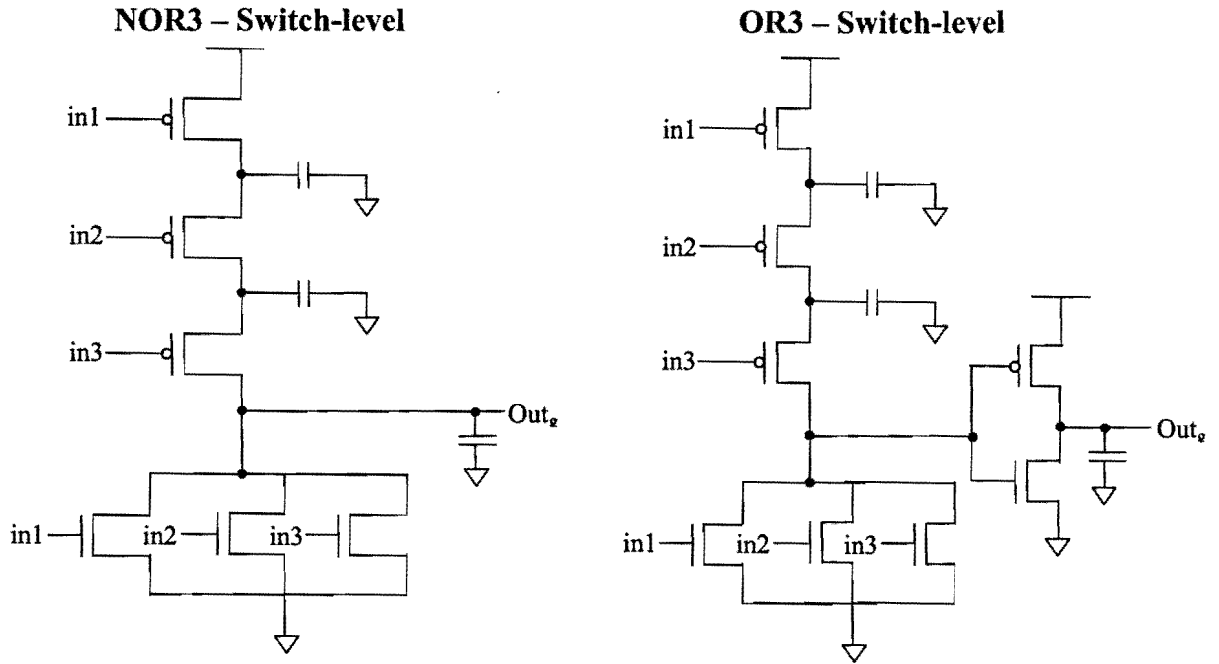 NOR3 – Switch-level
in1
in2
in3
Outg
in1
in2
in3
OR3 – Switch-level
in1
in2
in3
Outg
in1
in2
in3